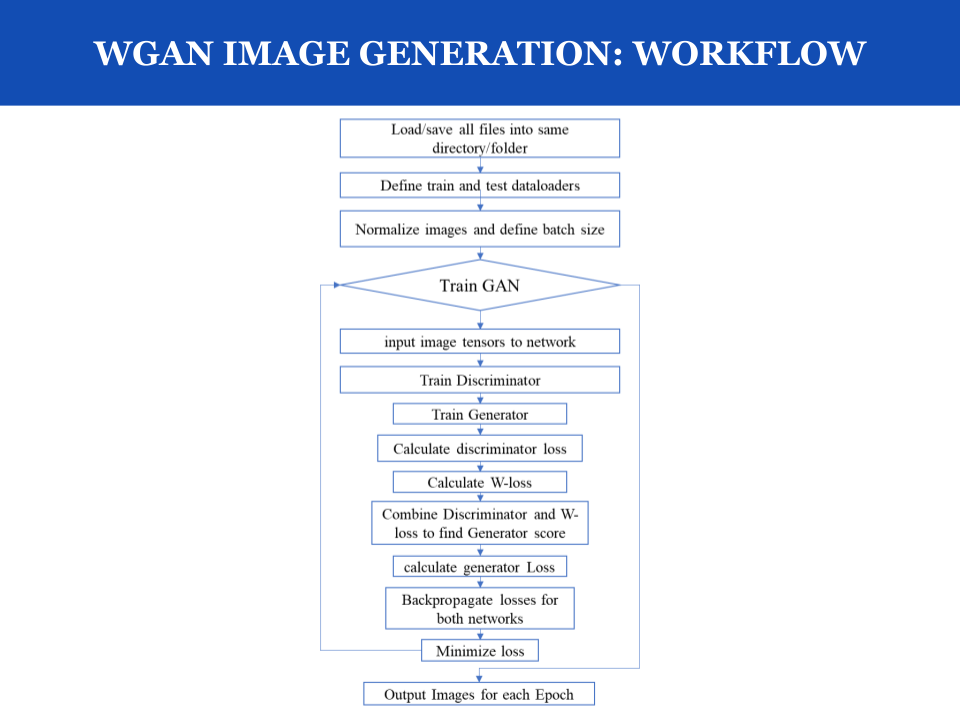 WGAN IMAGE GENERATION: WORKFLOW
Load/save all files into same
directory/folder
Define train and test dataloaders
Normalize images and define batch size
Train GAN
input image tensors to network
Train Discriminator
Train Generator
Calculate discriminator loss
Calculate W-loss
Combine Discriminator and W-
loss to find Generator score
calculate generator Loss
Backpropagate losses for
both networks
Minimize loss
Output Images for each Epoch